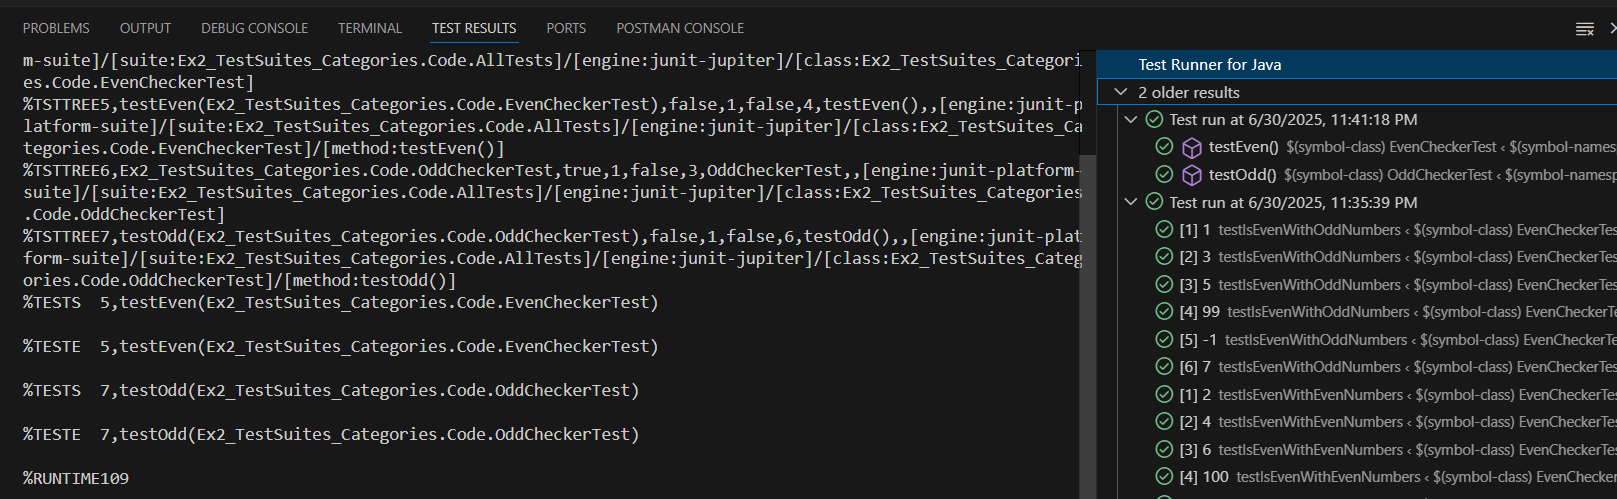 PROBLEMS OUTPUT DEBUG CONSOLE TERMINAL TEST RESULTS PORTS POSTMAN CONSOLE
m-suite]/[suite:Ex2_TestSuites_Categories.Code.AllTests]/[engine:junit-jupiter]/[class:Ex2_TestSuites_Categori
es.Code.EvenCheckerTest]
%TSTTREE5,testEven(Ex2_TestSuites_Categories.Code.EvenCheckerTest),false,1,false,4,testEven(),,[engine:junit-p
latform-suite]/[suite:Ex2_TestSuites_Categories.Code.AllTests]/[engine:junit-jupiter]/[class:Ex2_TestSuites_Ca
tegories.Code.EvenCheckerTest]/[method:testEven()]
%TSTTREE6,Ex2_TestSuites_Categories.Code.OddCheckerTest,true,1,false,3,OddCheckerTest,,[engine:junit-platform-
suite]/[suite:Ex2_TestSuites_Categories.Code.AllTests]/[engine:junit-jupiter]/[class:Ex2_TestSuites_Categories
.Code.OddCheckerTest]
%TSTTREE7,testOdd(Ex2_TestSuites_Categories.Code.OddCheckerTest),false,1,false,6,testOdd(),,[engine:junit-plat
form-suite]/[suite:Ex2_TestSuites_Categories.Code.AllTests]/[engine:junit-jupiter]/[class:Ex2_TestSuites_Categ
ories.Code.OddCheckerTest]/[method:testOdd()]
%TESTS  5,testEven(Ex2_TestSuites_Categories.Code.EvenCheckerTest)
%TESTE  5,testEven(Ex2_TestSuites_Categories.Code.EvenCheckerTest)
%TESTS  7,testOdd(Ex2_TestSuites_Categories.Code.OddCheckerTest)
%TESTE  7,testOdd(Ex2_TestSuites_Categories.Code.OddCheckerTest)
%RUNTIME109
Test Runner for Java
2 older results
Test run at 6/30/2025, 11:41:18 PM
testEven() $(symbol-class) EvenCheckerTest < $(symbol-names
testOdd() $(symbol-class) OddCheckerTest < $(symbol-namesp
Test run at 6/30/2025, 11:35:39 PM
[1] 1 testIsEvenWithOddNumbers < $(symbol-class) EvenCheckerTes
[2] 3 testIsEvenWithOddNumbers < $(symbol-class) EvenCheckerTes
[3] 5 testIsEvenWithOddNumbers < $(symbol-class) EvenCheckerTes
[4] 99 testIsEvenWithOddNumbers < $(symbol-class) EvenCheckerTe
[5] -1 testIsEvenWithOddNumbers < $(symbol-class) EvenCheckerTe
[6] 7 testIsEvenWithOddNumbers < $(symbol-class) EvenCheckerTes
[1] 2 testIsEvenWithEvenNumbers < $(symbol-class) EvenCheckerTes
[2] 4 testIsEvenWithEvenNumbers < $(symbol-class) EvenCheckerTes
[3] 6 testIsEvenWithEvenNumbers < $(symbol-class) EvenCheckerTes
[4] 100 testIsEvenWithEvenNumbers < $(symbol-class) EvenChecker